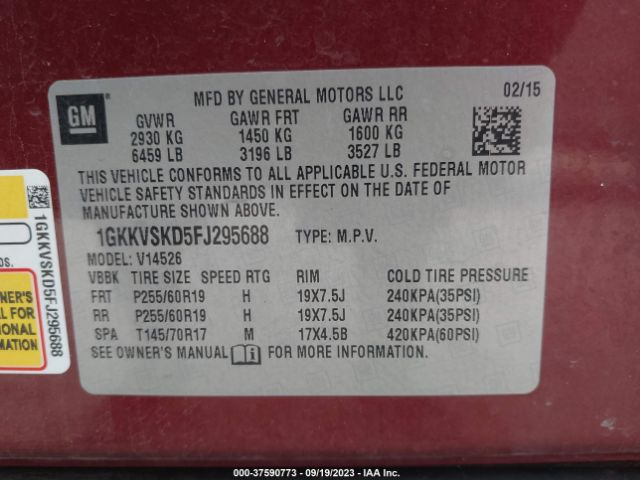 GM
MFD BY GENERAL MOTORS LLC
02/15
GVWR GAWR FRT GAWR RR
2930 KG 1450 KG 1600 KG
6459 LB 3196 LB 3527 LB
THIS VEHICLE CONFORMS TO ALL APPLICABLE U.S. FEDERAL MOTOR
VEHICLE SAFETY STANDARDS IN EFFECT ON THE DATE OF
MANUFACTURE SHOWN ABOVE.
1GKKVSKD5FJ295688 TYPE: M.P.V.
MODEL: V14526
VBBK TIRE SIZE SPEED RTG RIM COLD TIRE PRESSURE
FRT P255/60R19 H 19X7.5J 240KPA(35PSI)
RR P255/60R19 H 19X7.5J 240KPA(35PSI)
SPA T145/70R17 M 17X4.5B 420KPA(60PSI)
SEE OWNER'S MANUAL FOR MORE INFORMATION.
1GKKVSKD5FJ295688
000-37590773 - 09/19/2023 - IAA Inc.